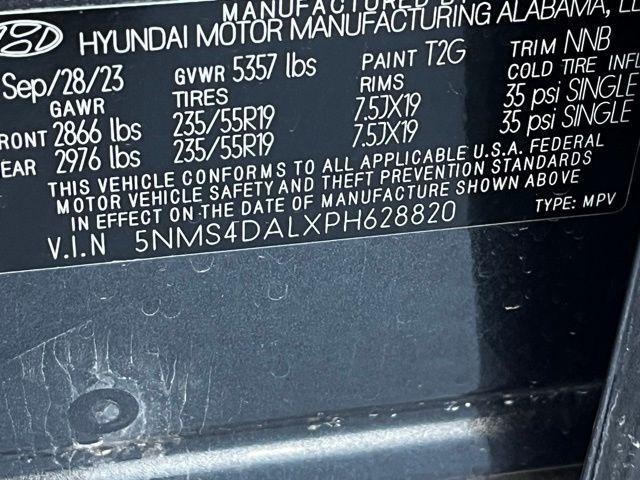 MANUFACTURED BY
HYUNDAI MOTOR MANUFACTURING ALABAMA,
Sep/28/23 GVWR 5357 lbs PAINT T2G TRIM NNB
GAWR TIRES RIMS COLD TIRE INFL
FRONT 2866 lbs 235/55R19 7.5JX19 35 psi SINGLE
EAR 2976 lbs 235/55R19 7.5JX19 35 psi SINGLE
THIS VEHICLE CONFORMS TO ALL APPLICABLE U.S.A. FEDERAL
MOTOR VEHICLE SAFETY AND THEFT PREVENTION STANDARDS
IN EFFECT ON THE DATE OF MANUFACTURE SHOWN ABOVE
V.I.N 5NMS4DALXPH628820 TYPE: MPV